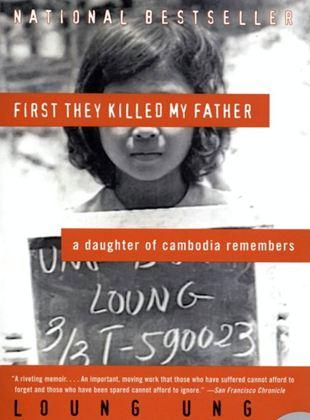 NATIONAL BESTSELLER
FIRST THEY KILLED MY FATHER
a daughter of cambodia remembers
LOUNG
3/3 T-590023
"A riveting memoir. . . . An important, moving work that those who have suffered cannot afford to
forget and those who have been spared cannot afford to ignore." —San Francisco Chronicle
LOUNG UNG